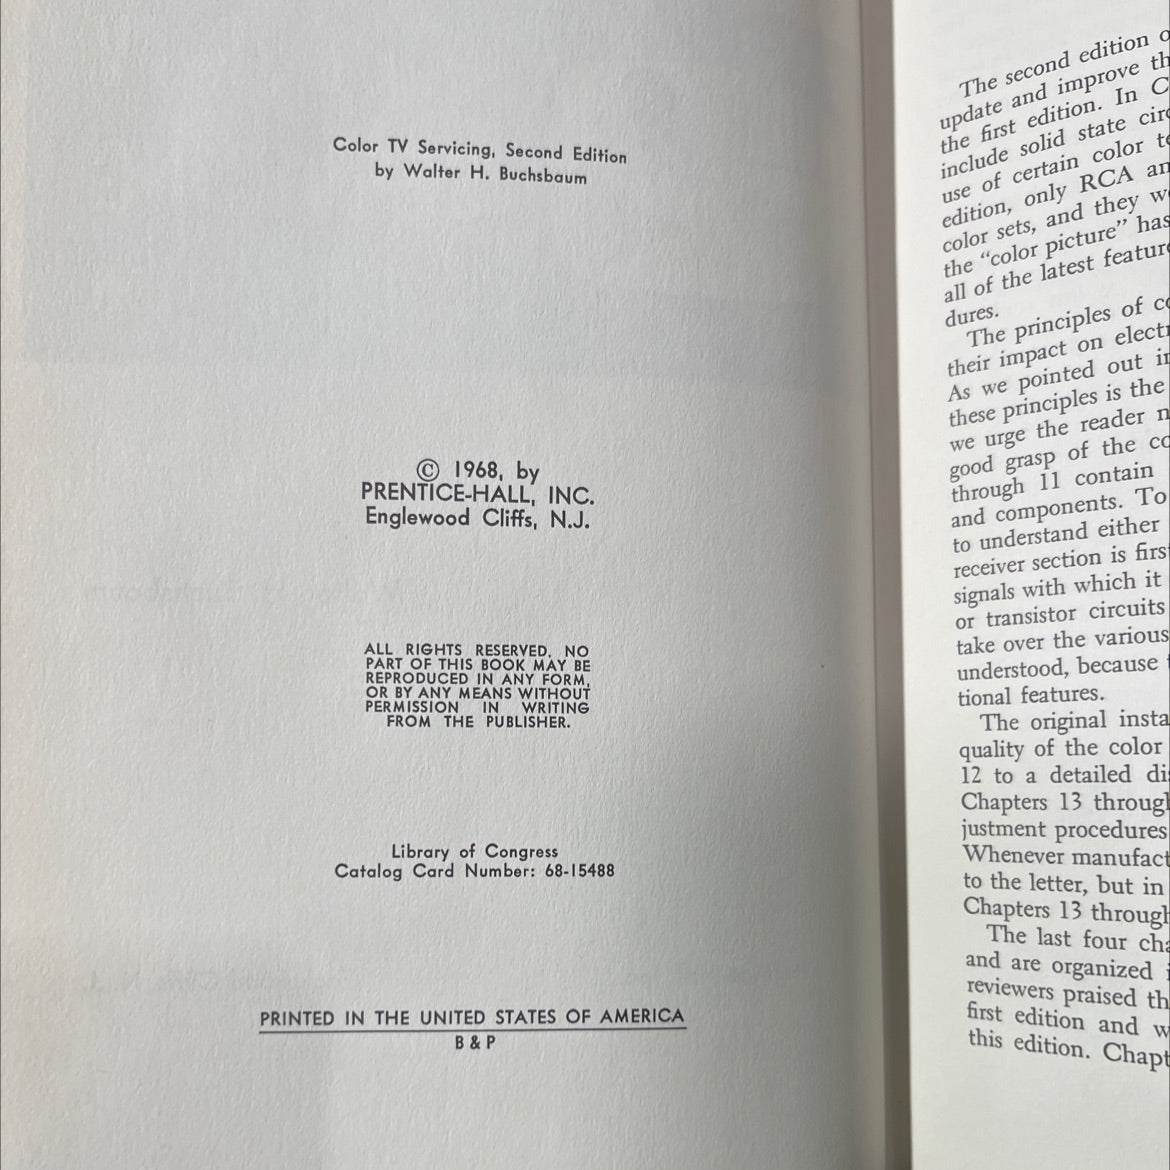 Color TV Servicing, Second Edition
by Walter H. Buchsbaum
© 1968, by
PRENTICE-HALL, INC.
Englewood Cliffs, N.J.
ALL RIGHTS RESERVED. NO
PART OF THIS BOOK MAY BE
REPRODUCED IN ANY FORM,
OR BY ANY MEANS WITHOUT
PERMISSION IN WRITING
FROM THE PUBLISHER.
Library of Congress
Catalog Card Number: 68-15488
PRINTED IN THE UNITED STATES OF AMERICA
B & P
The second edition
update and improve
the first edition. In
include solid state
use of certain color
edition, only RCA
color sets, and they
the “color picture” has
all of the latest
dures.
The principles of
their impact on
As we pointed out
these principles is the
we urge the reader
good grasp of the
through 11 contain
and components. To
to understand either
receiver section is
signals with which it
or transistor circuits
take over the various
understood, because
tional features.
The original
quality of the color
12 to a detailed
Chapters 13
justment procedures
Whenever
to the letter, but in
Chapters 13
The last four
and are organized
reviewers praised
first edition and
this edition.